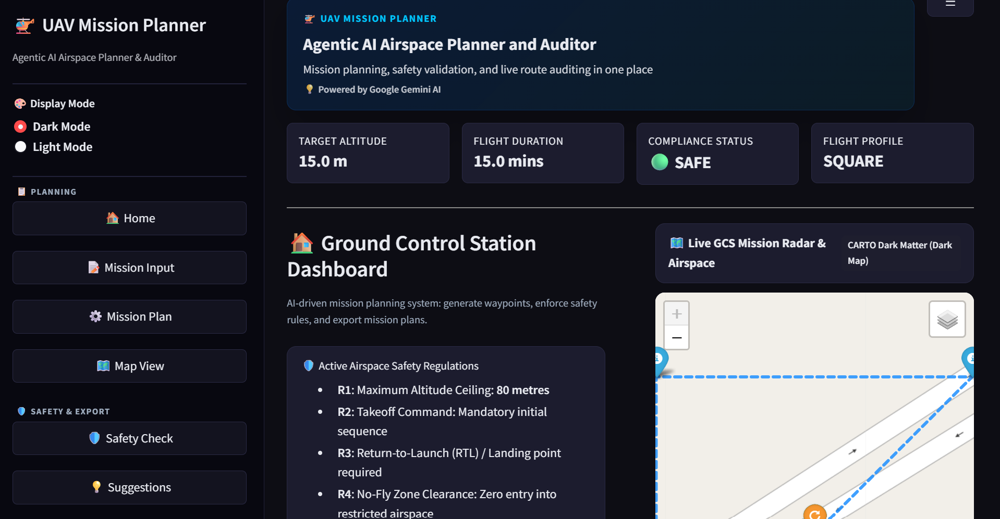 UAV Mission Planner
Agentic AI Airspace Planner & Auditor
Display Mode
Dark Mode
Light Mode
PLANNING
Home
Mission Input
Mission Plan
Map View
SAFETY & EXPORT
Safety Check
Suggestions
UAV MISSION PLANNER
Agentic AI Airspace Planner and Auditor
Mission planning, safety validation, and live route auditing in one place
Powered by Google Gemini AI
TARGET ALTITUDE
15.0 m
FLIGHT DURATION
15.0 mins
COMPLIANCE STATUS
SAFE
FLIGHT PROFILE
SQUARE
Ground Control Station
Dashboard
AI-driven mission planning system: generate waypoints, enforce safety
rules, and export mission plans.
Active Airspace Safety Regulations
R1: Maximum Altitude Ceiling: 80 metres
R2: Takeoff Command: Mandatory initial
sequence
R3: Return-to-Launch (RTL) / Landing point
required
R4: No-Fly Zone Clearance: Zero entry into
restricted airspace
Live GCS Mission Radar &
Airspace
CARTO Dark Matter (Dark
Map)